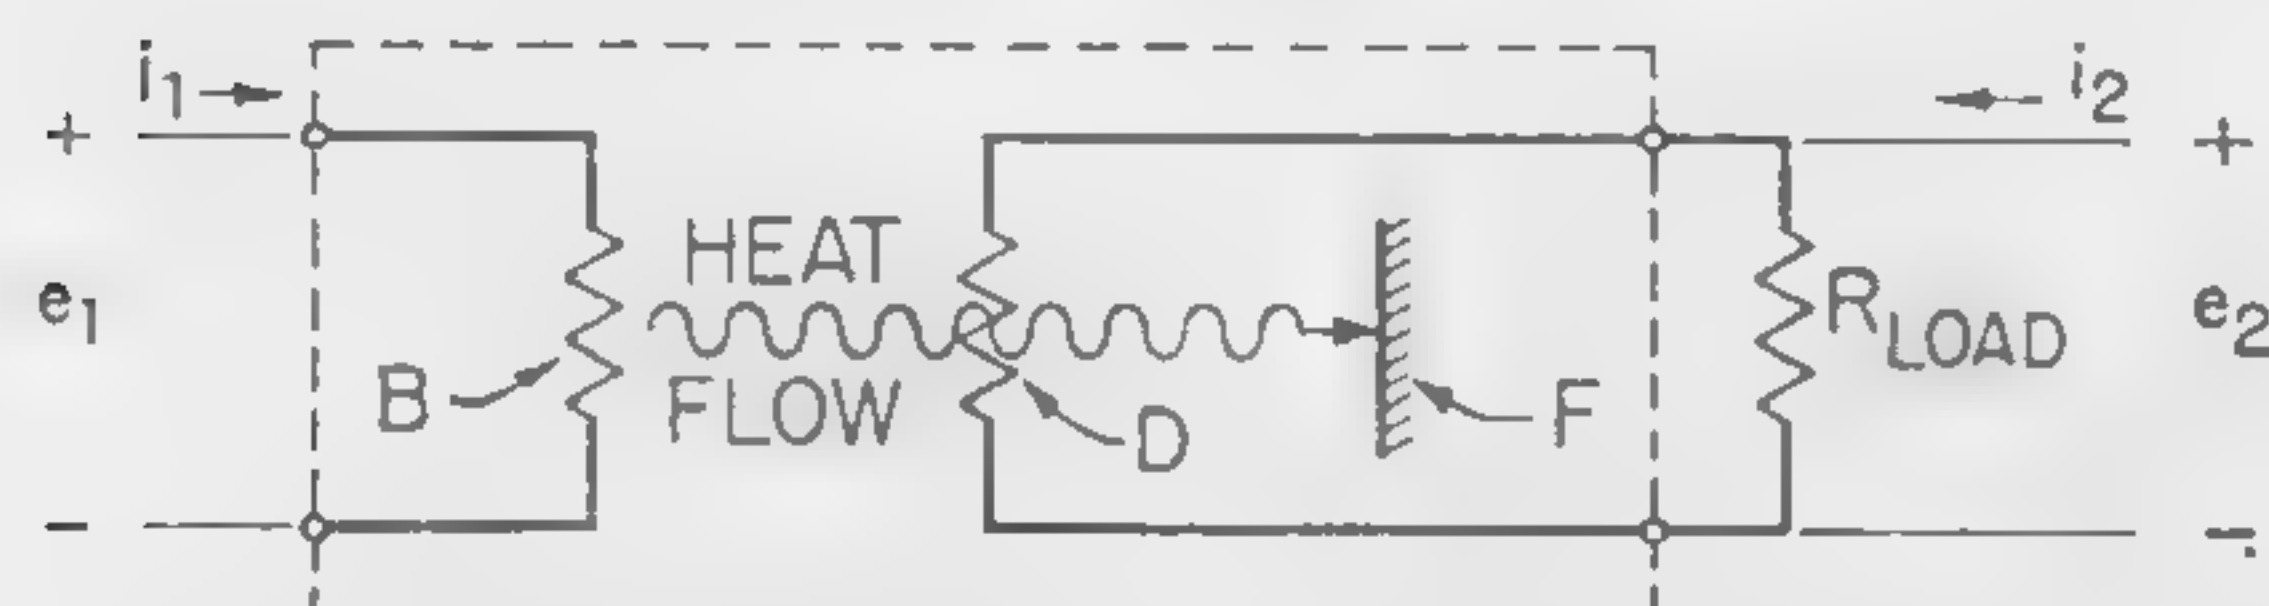 i1
i2
+
+
HEAT
e1
RLOAD
e2
B
FLOW
F
D
-
-